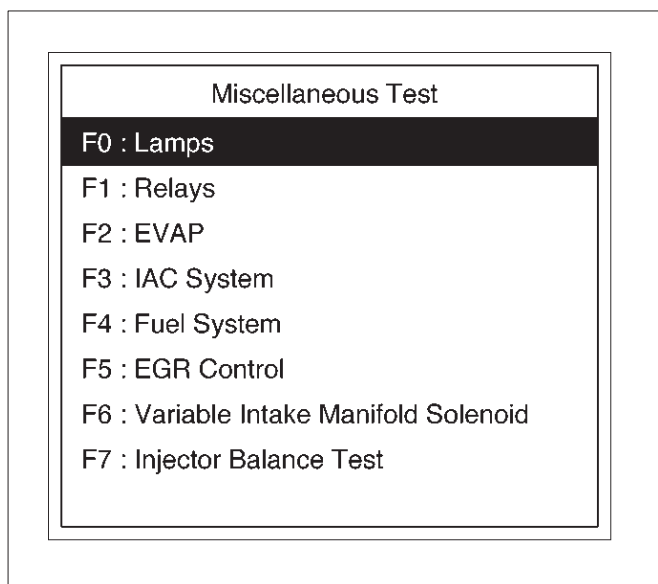 Miscellaneous Test
F0 : Lamps
F1 : Relays
F2 : EVAP
F3 : IAC System
F4 : Fuel System
F5 : EGR Control
F6 : Variable Intake Manifold Solenoid
F7 : Injector Balance Test